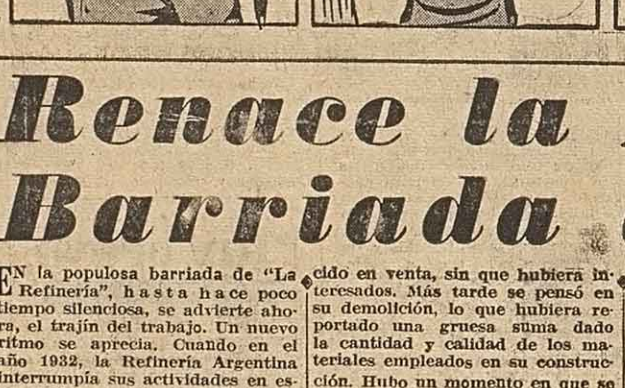 Renace la
Barriada
EN la populosa barriada de "La
Refinería", hasta hace poco
tiempo silenciosa, se advierte aho-
ra, el trajín del trabajo. Un nuevo
ritmo se aprecia. Cuando en el
año 1932, la Refinería Argentina
interrumpía sus actividades en es-
cido en venta, sin que hubiera in-
teresados. Más tarde se pensó en
su demolición, lo que hubiera re-
portado una gruesa suma dado
la cantidad y calidad de los ma-
teriales empleados en su construc-
ción. Hubo un momento en que se